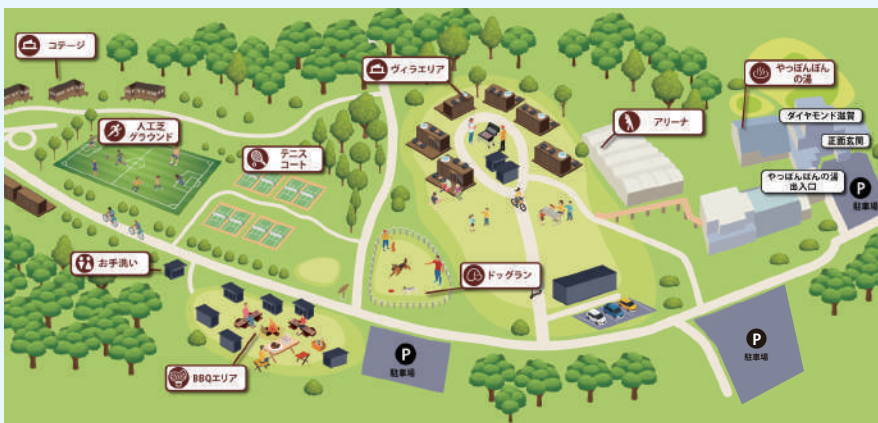 コテージ
ヴィラエリア
やっぽんぽん
の湯
人工芝
グラウンド
アリーナ
ダイヤモンド滋賀
正面玄関
テニス
コート
やっぽんぽんの湯
出入口
P
駐車場
お手洗い
ドッグラン
P
駐車場
P
駐車場
BBQエリア